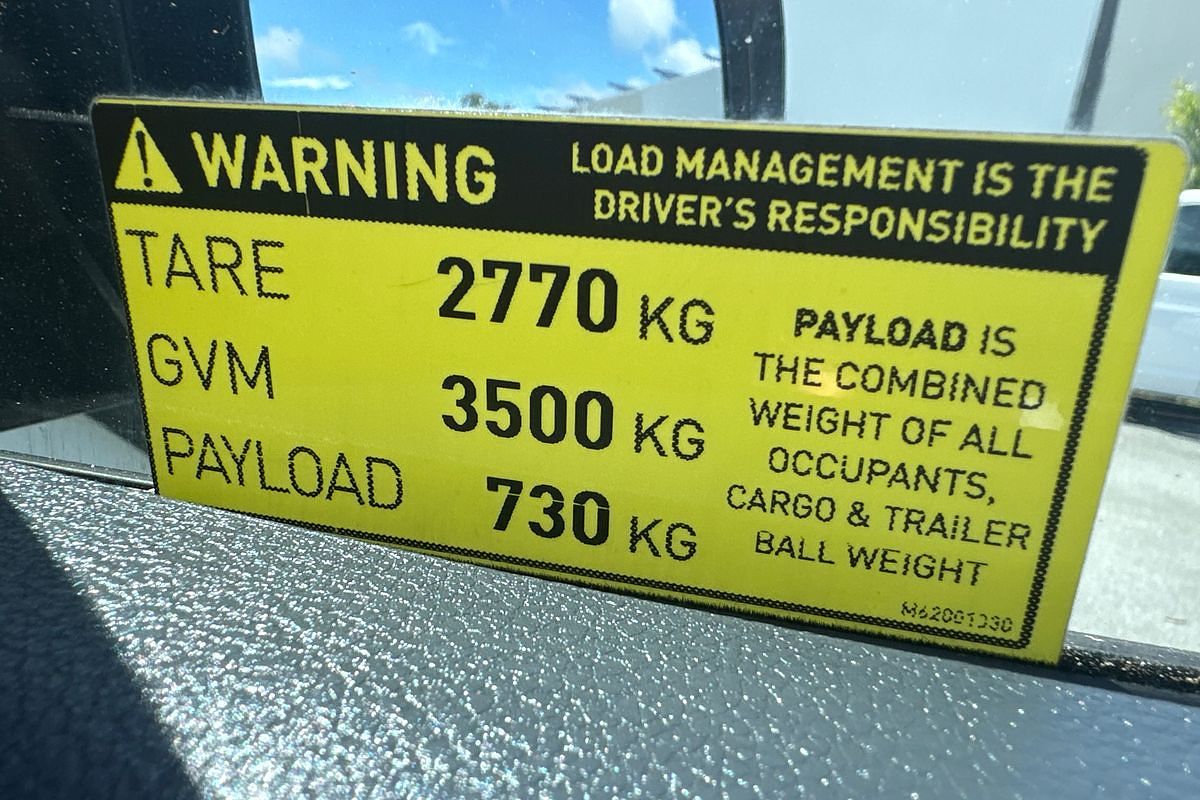 WARNING
LOAD MANAGEMENT IS THE
DRIVER'S RESPONSIBILITY
TARE 2770 KG
GVM 3500 KG
PAYLOAD 730 KG
PAYLOAD IS
THE COMBINED
WEIGHT OF ALL
OCCUPANTS,
CARGO & TRAILER
BALL WEIGHT